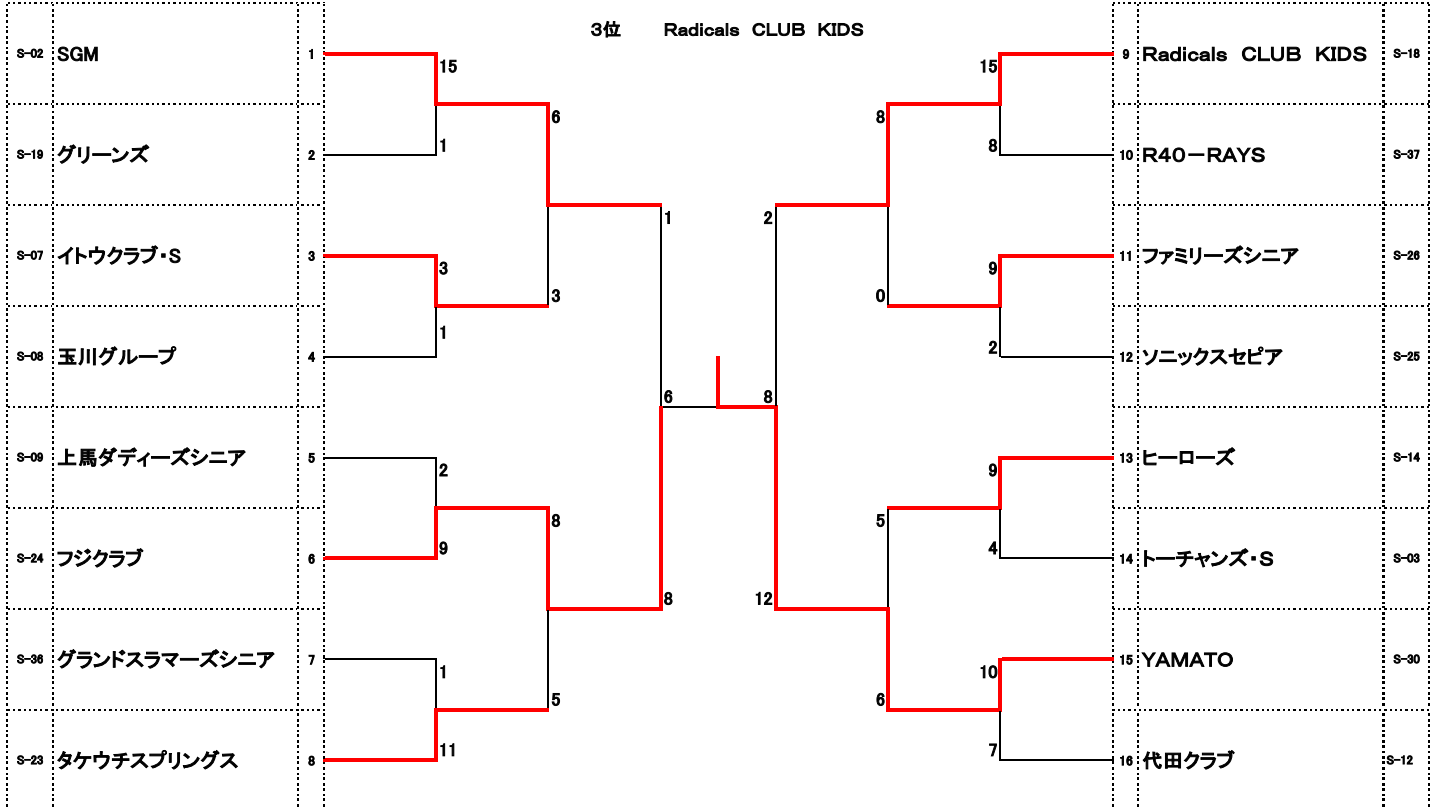 3位　　Radicals CLUB KIDS
S-02 SGM 1
15
6
S-19 グリーンズ 2
1
1
S-07 イトウクラブ・S 3
3
3
S-08 玉川グループ 4
1
6
S-09 上馬ダディーズシニア 5
2
8
S-24 フジクラブ 6
9
8
S-36 グランドスラマーズシニア 7
1
5
S-23 タケウチスプリングス 8
11
15
9 Radicals CLUB KIDS S-18
8
8
10 R40－RAYS S-37
2
9
11 ファミリーズシニア S-26
0
2
12 ソニックスセピア S-25
8
9
13 ヒーローズ S-14
5
4
14 トーチャンズ・S S-03
12
10
15 YAMATO S-30
6
7
16 代田クラブ S-12